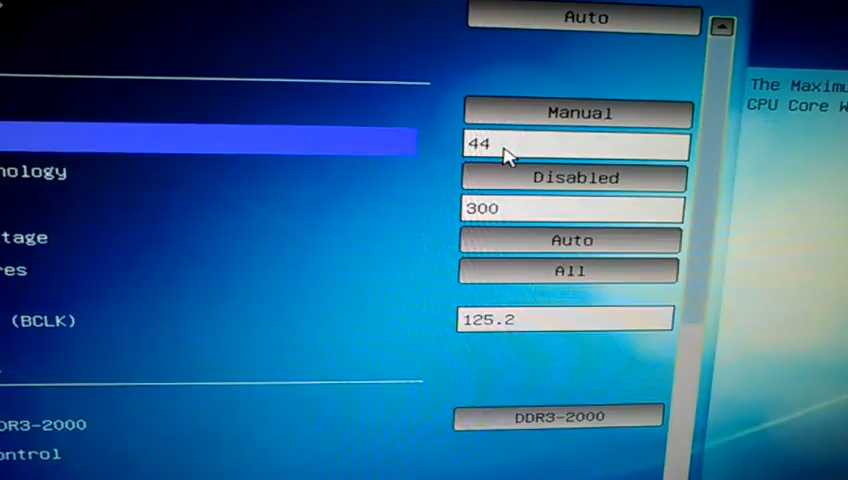 Auto
The Maximu
CPU Core W
Manual
44
nology
Disabled
300
tage
Auto
res
All
(BCLK)
125.2
DR3-2000
DDR3-2000
ontrol